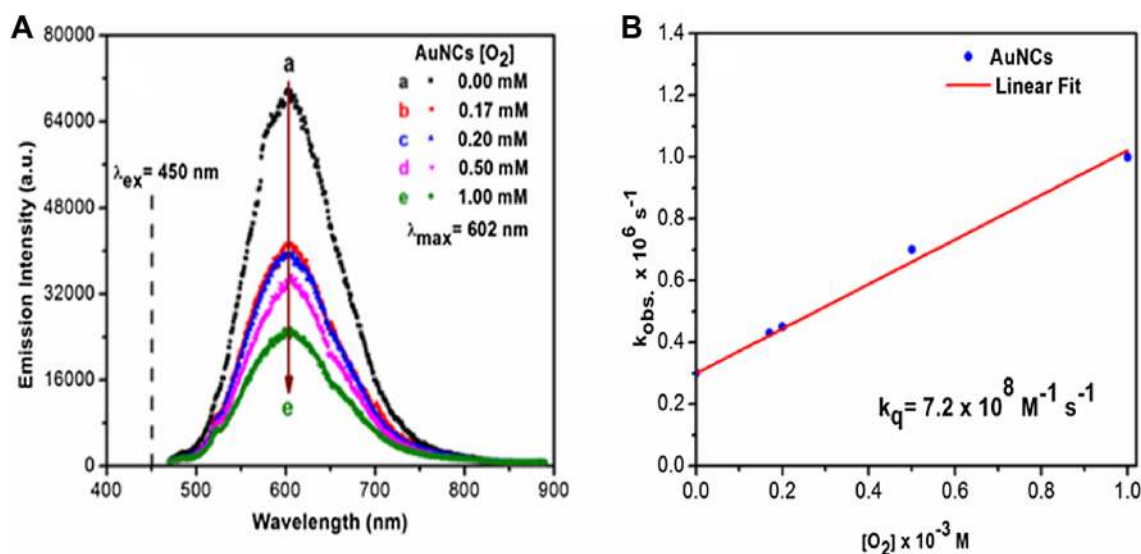 A
80000
64000
48000
32000
16000
0
Emission Intensity (a.u.)
400 500 600 700 800 900
Wavelength (nm)
λex= 450 nm
a
AuNCs [O2]
a 0.00 mM
b 0.17 mM
c 0.20 mM
d 0.50 mM
e 1.00 mM
λmax= 602 nm
e
B
1.4
1.2
1.0
0.8
0.6
0.4
0.2
0.0
kobs. x 10^6 s^-1
0.0 0.2 0.4 0.6 0.8 1.0
[O2] x 10^-3 M
AuNCs
Linear Fit
kq= 7.2 x 10^8 M^-1 s^-1